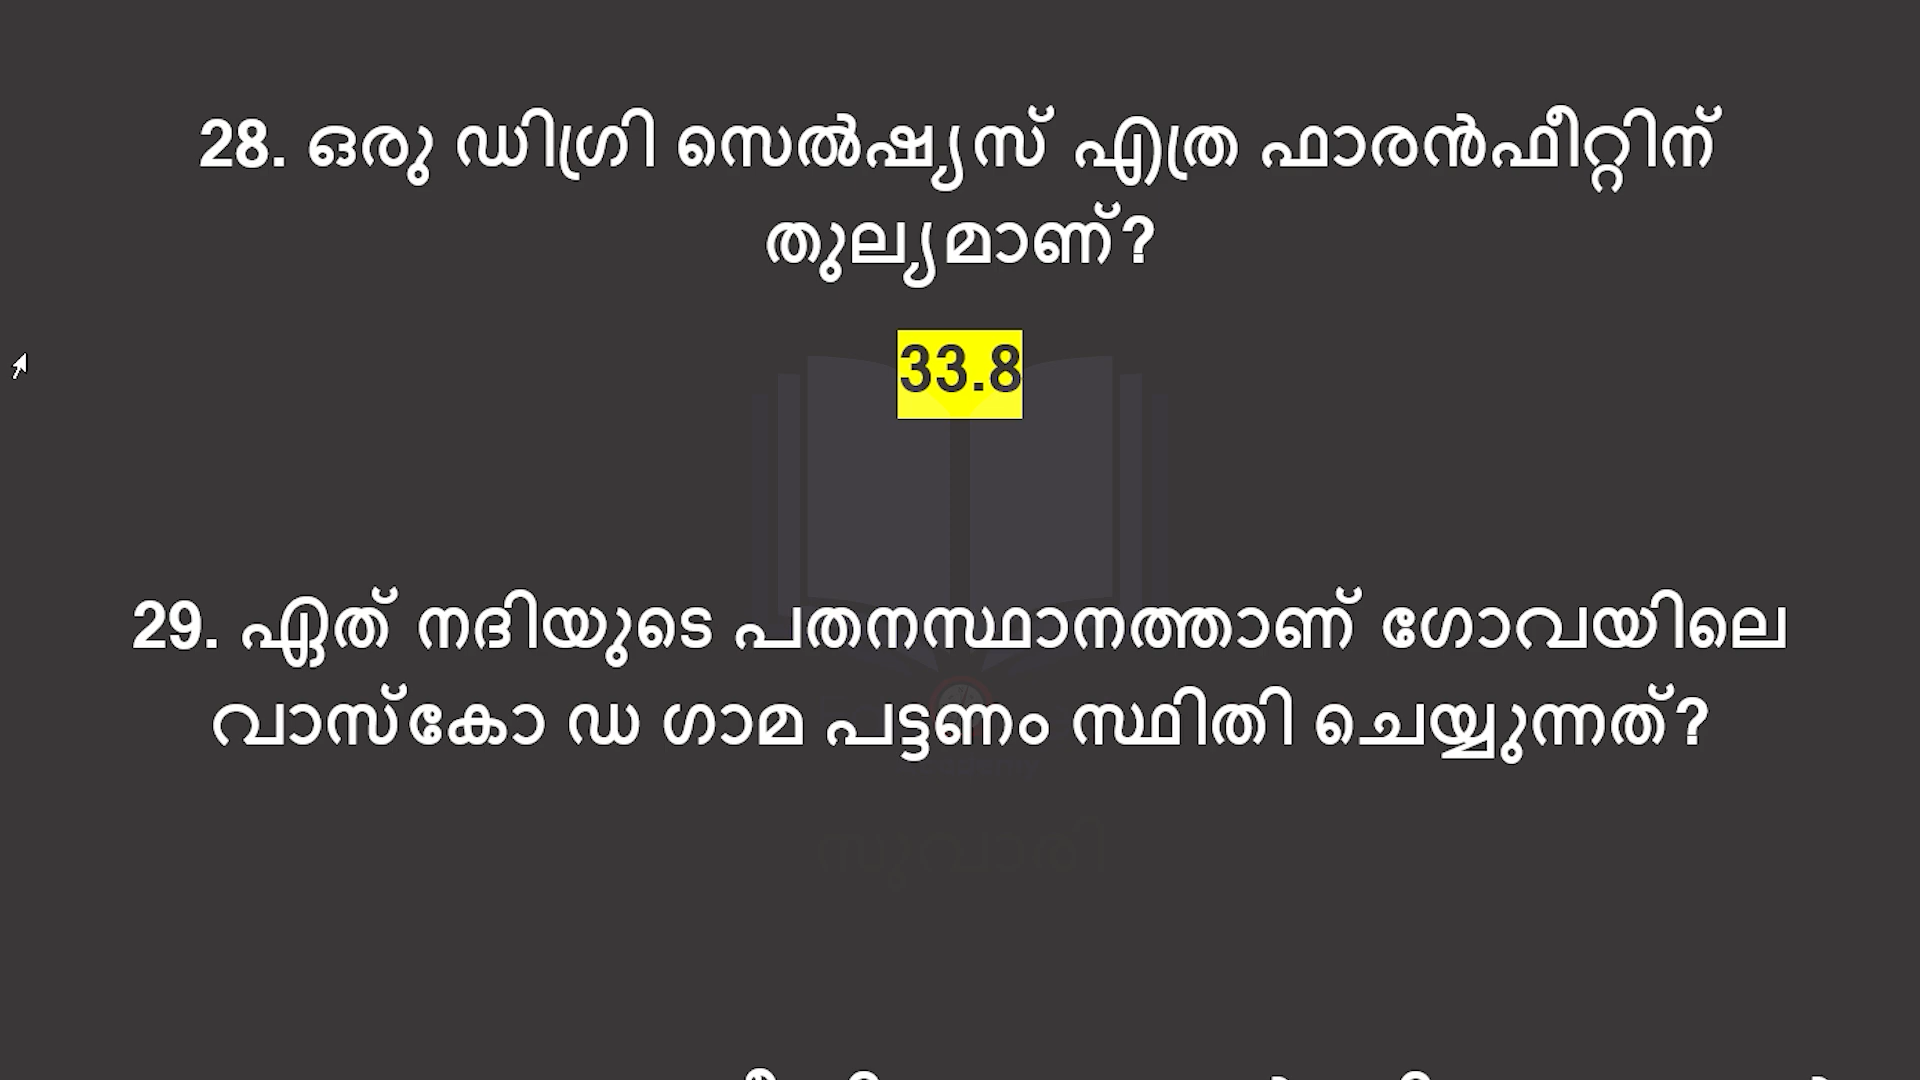 28. ഒരു ഡിഗ്രി സെൽഷ്യസ് എത്ര ഫാരൻഫീറ്റിന്
തുല്യമാണ്?
33.8
29. ഏത് നദിയുടെ പതനസ്ഥാനത്താണ് ഗോവയിലെ
വാസ്കോ ഡ ഗാമ പട്ടണം സ്ഥിതി ചെയ്യുന്നത്?
സുവാരി